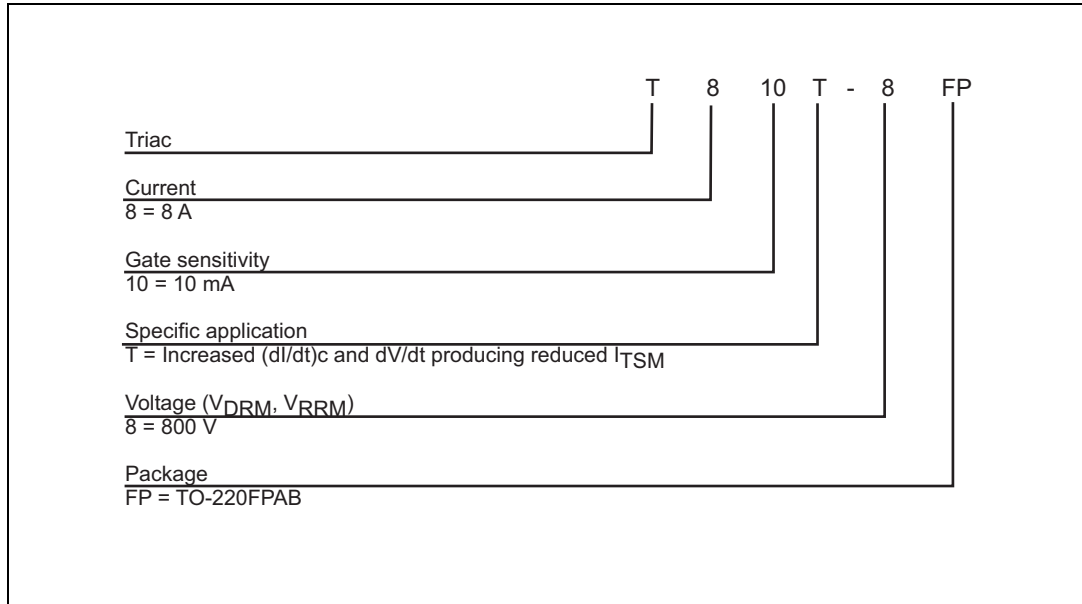 T 8 10 T - 8 FP
Triac
Current
8 = 8 A
Gate sensitivity
10 = 10 mA
Specific application
T = Increased (dI/dt)c and dV/dt producing reduced ITSM
Voltage (VDRM, VRRM)
8 = 800 V
Package
FP = TO-220FPAB